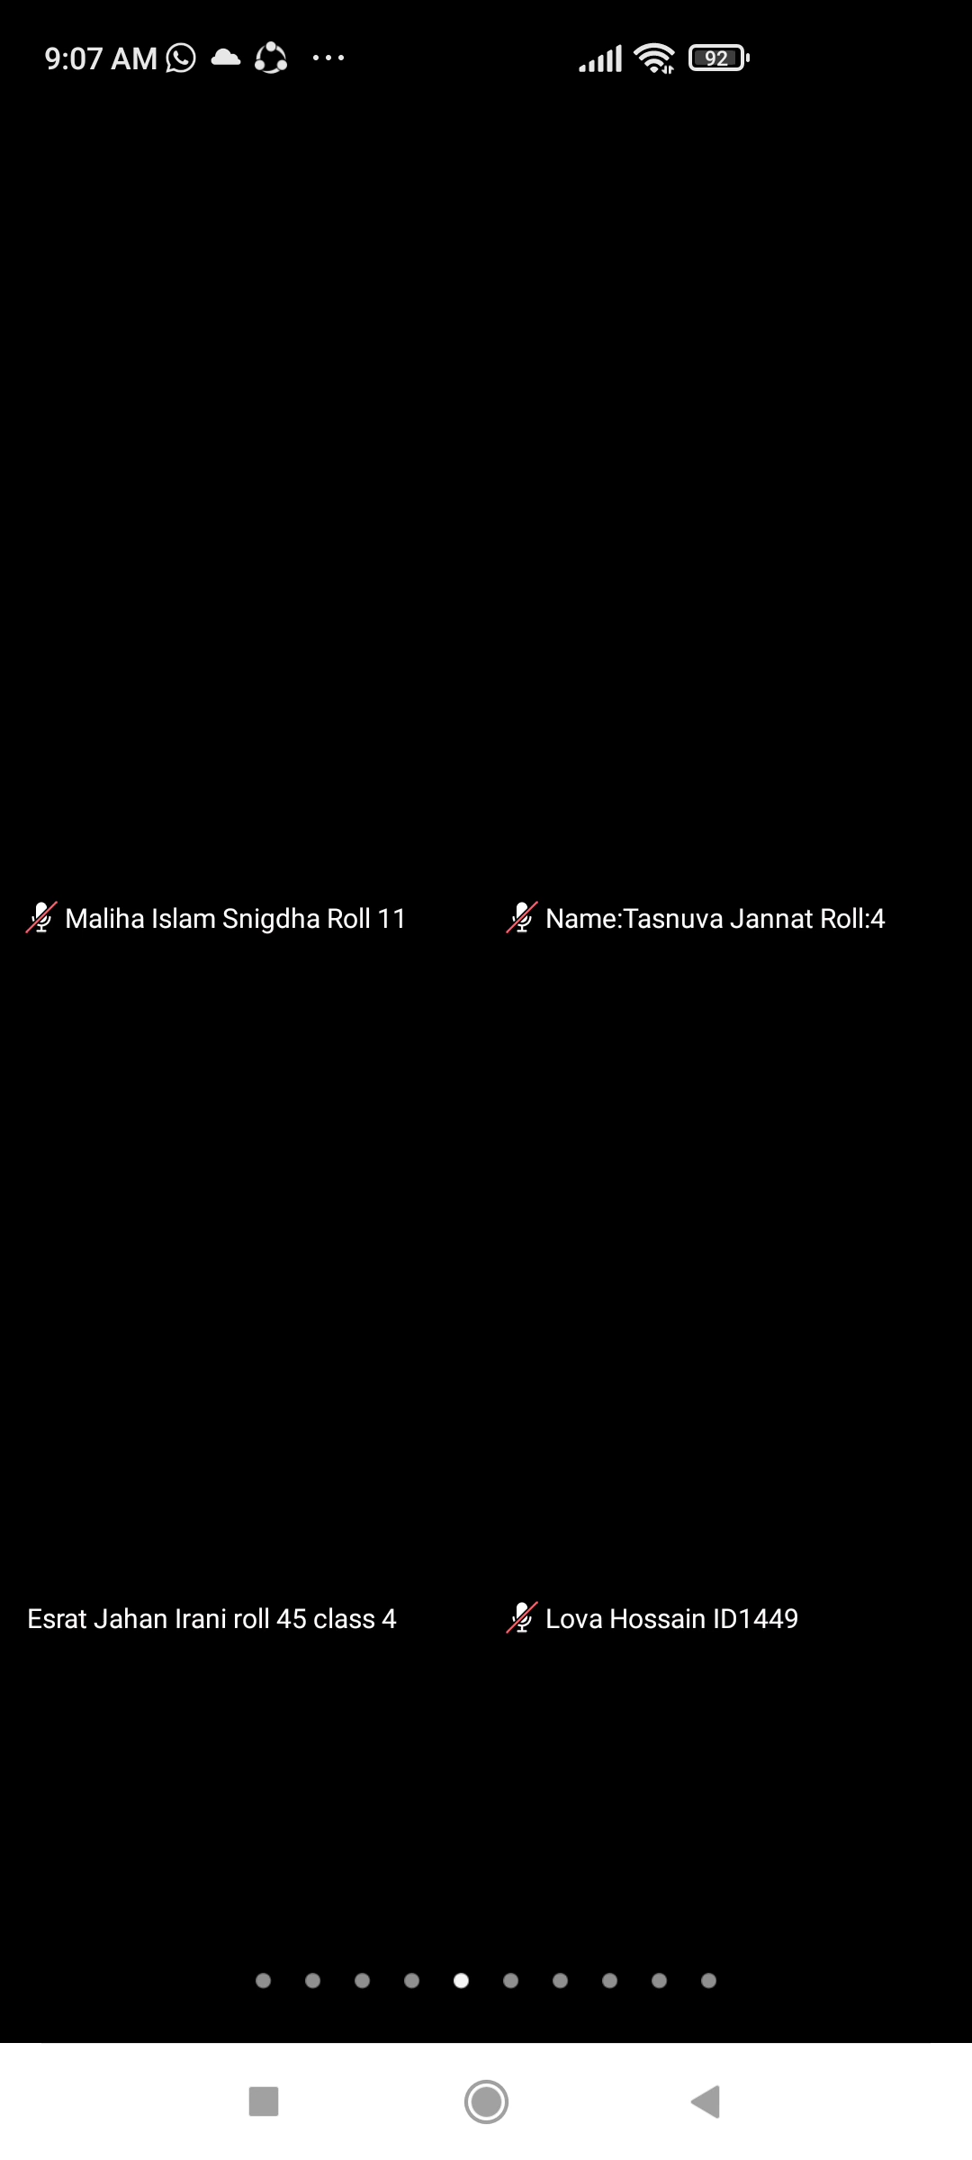 9:07 AM 92
Maliha Islam Snigdha Roll 11
Name:Tasnuva Jannat Roll:4
Esrat Jahan Irani roll 45 class 4
Lova Hossain ID1449